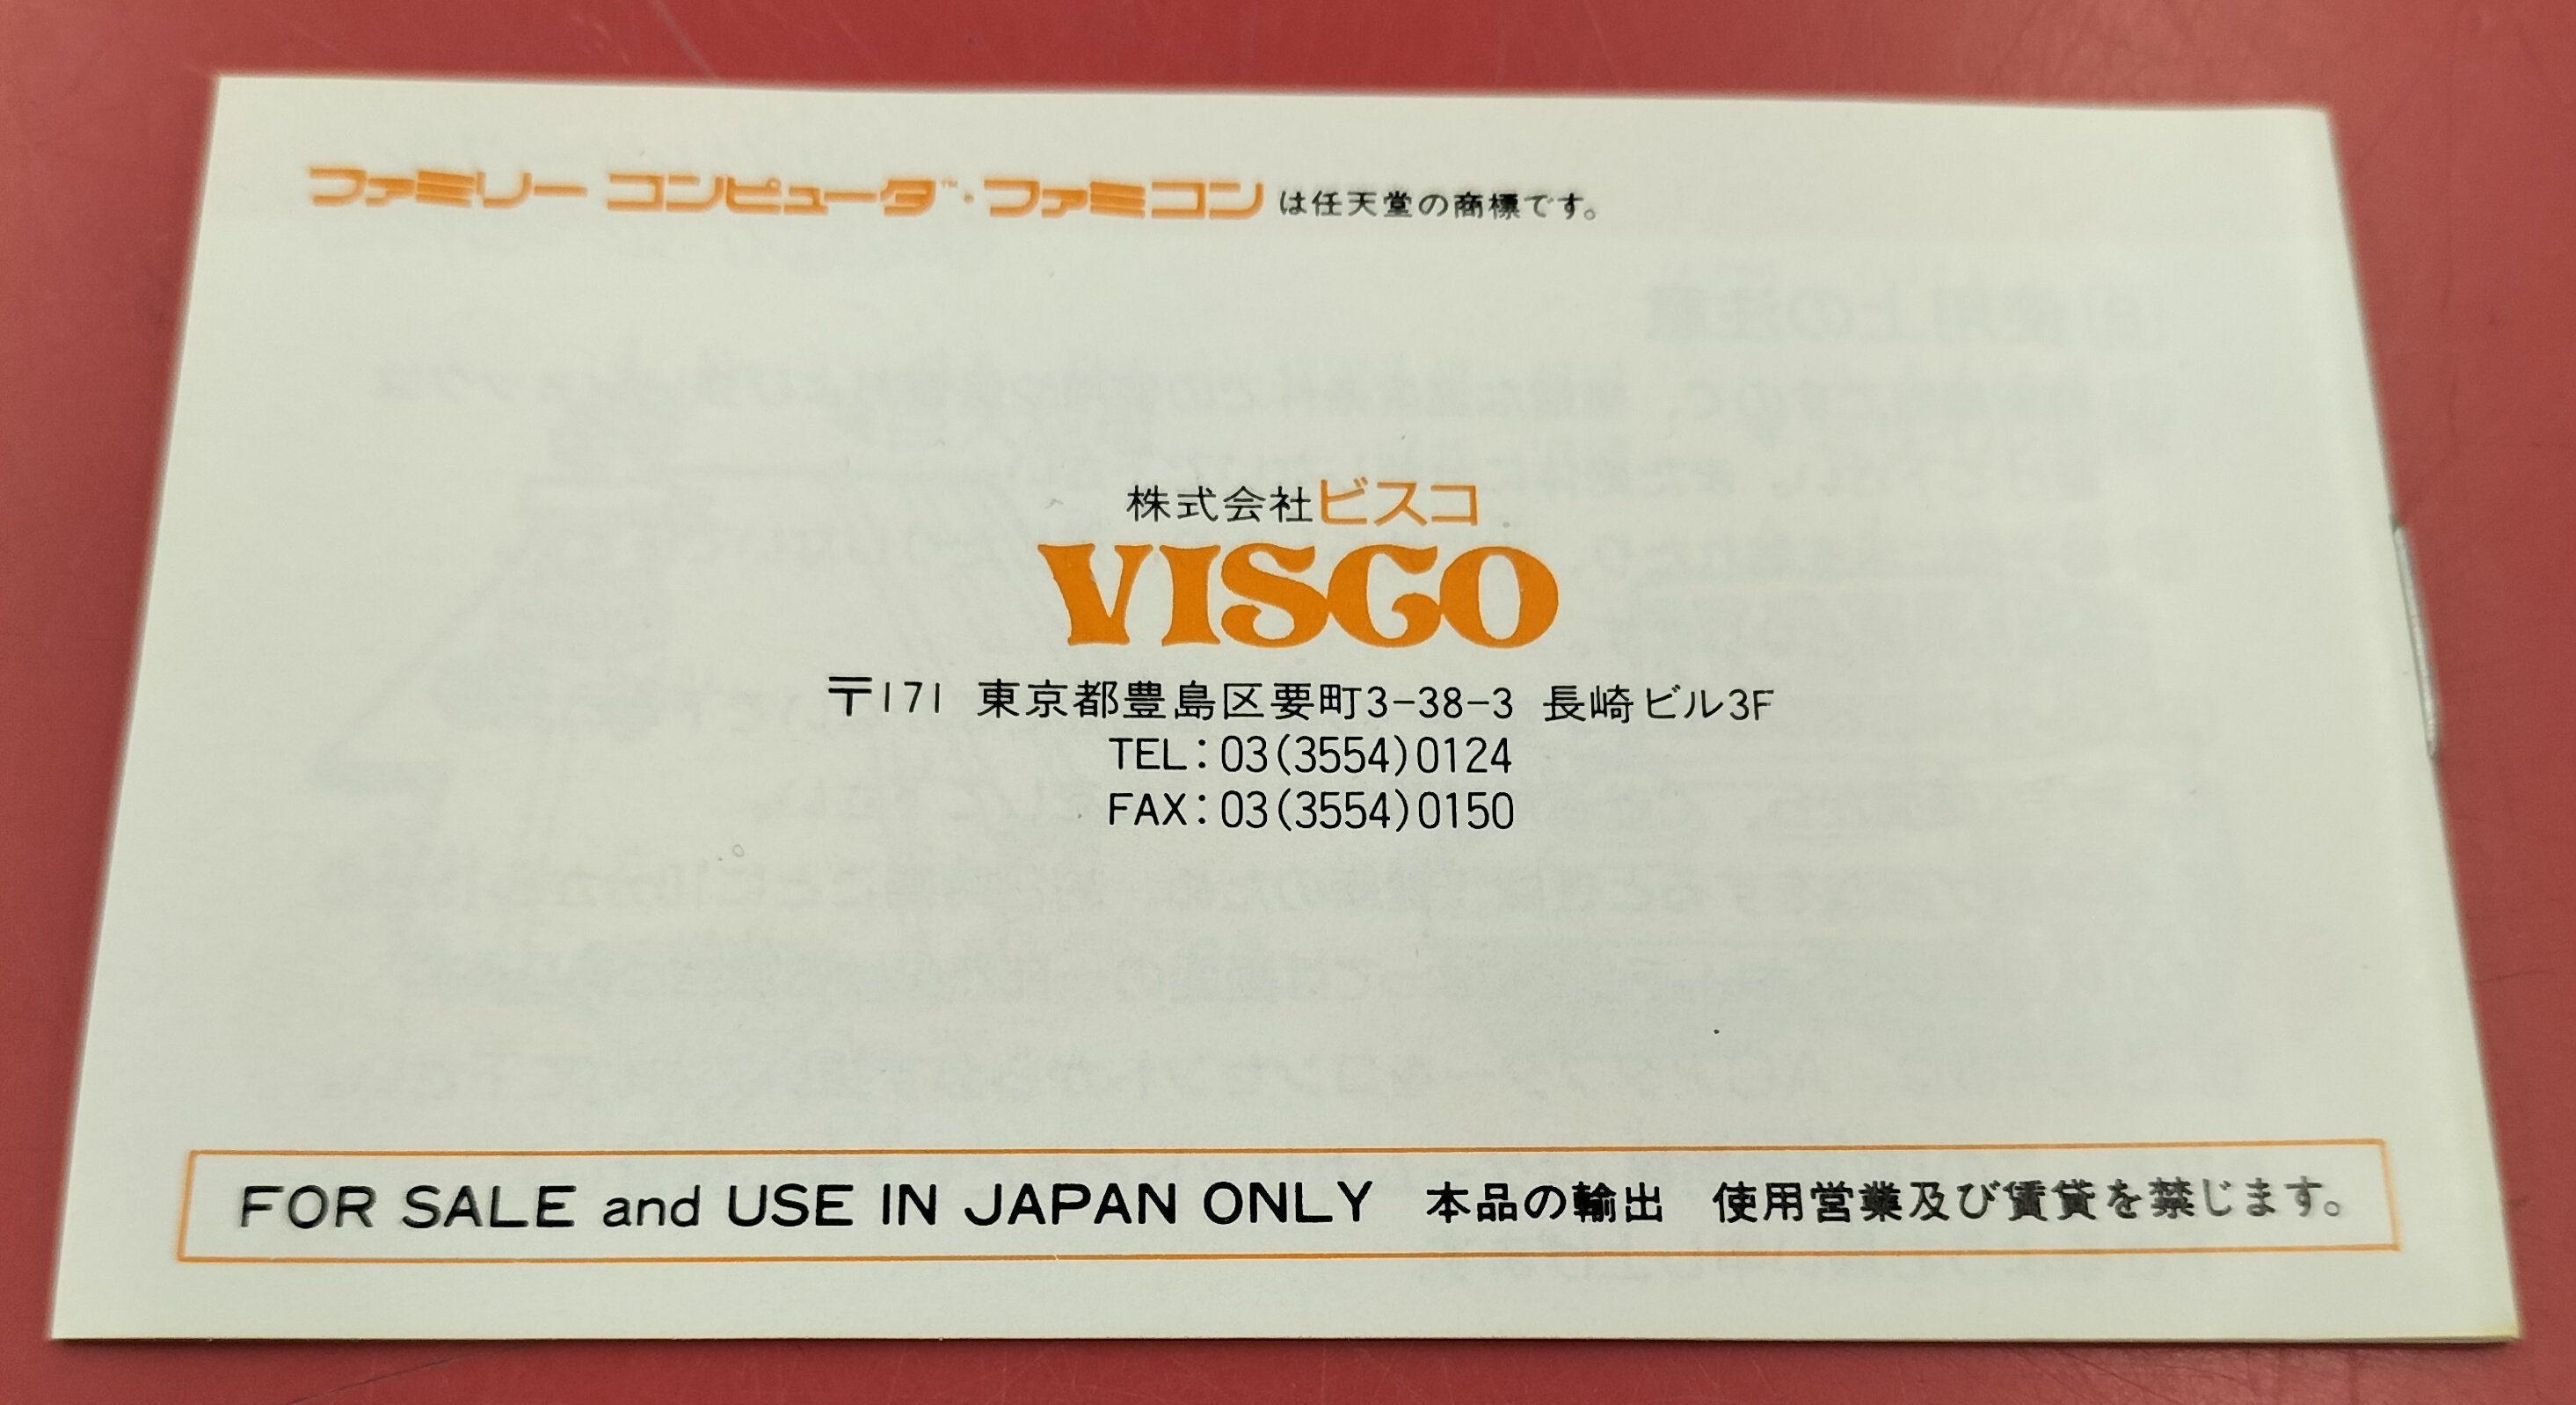 ファミリー コンピュータ™・ファミコンは任天堂の商標です。
株式会社ビスコ
VISCO
〒171 東京都豊島区要町3-38-3 長崎ビル3F
TEL:03(3554)0124
FAX:03(3554)0150
FOR SALE and USE IN JAPAN ONLY 本品の輸出 使用営業及び賃貸を禁じます。